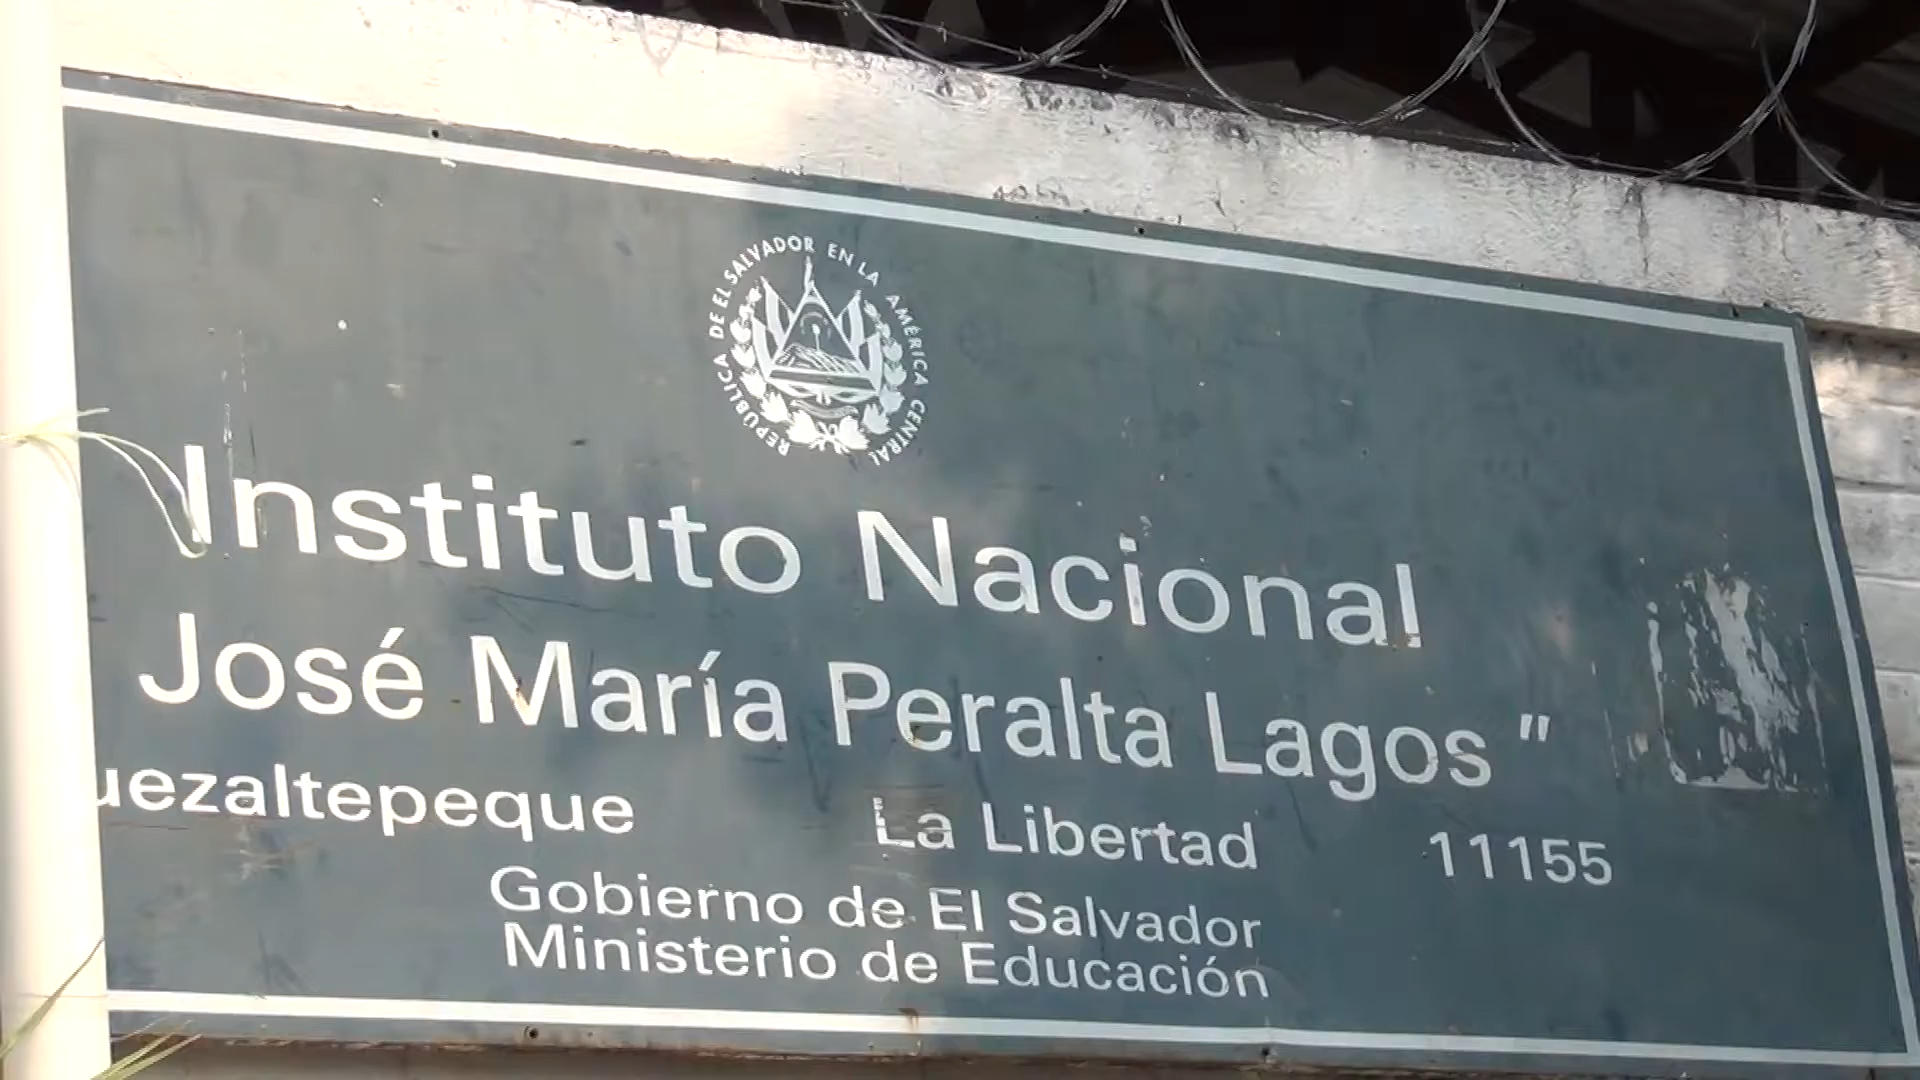 REPÚBLICA DE EL SALVADOR EN LA AMÉRICA CENTRAL
Instituto Nacional
José María Peralta Lagos "
uezaltepeque La Libertad 11155
Gobierno de El Salvador
Ministerio de Educación